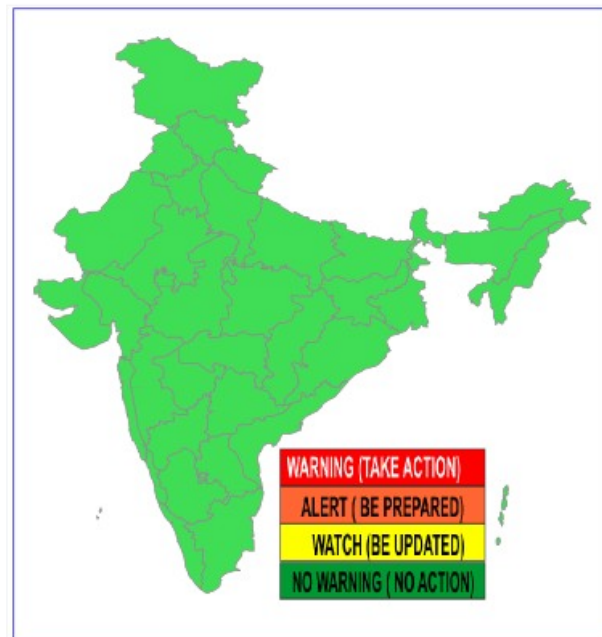 WARNING (TAKE ACTION)
ALERT ( BE PREPARED)
WATCH (BE UPDATED)
NO WARNING ( NO ACTION)